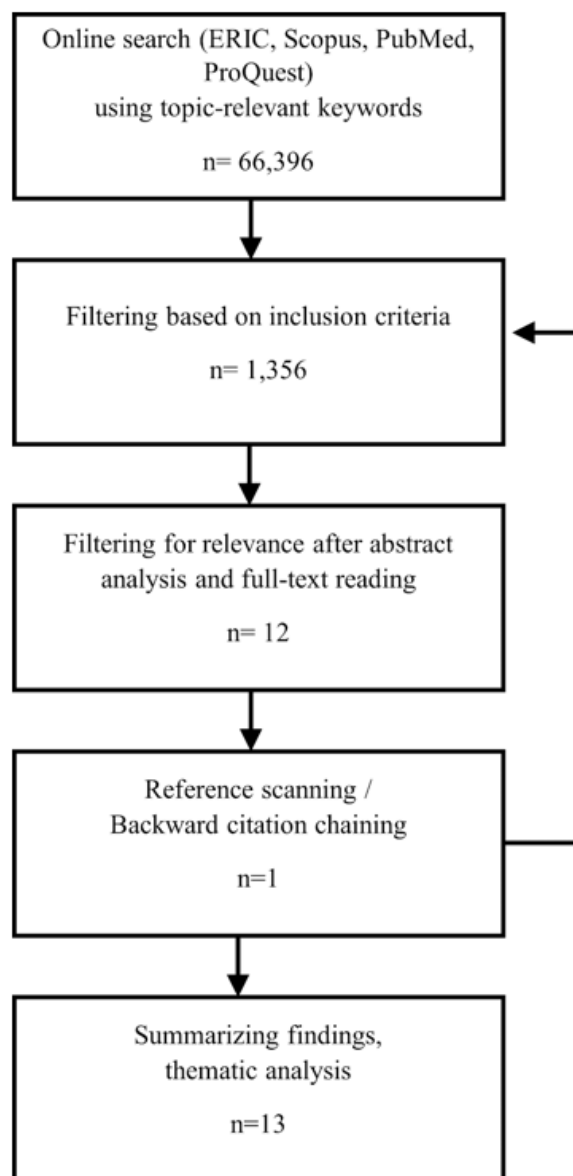 Online search (ERIC, Scopus, PubMed,
ProQuest)
using topic-relevant keywords
n= 66,396
Filtering based on inclusion criteria
n= 1,356
Filtering for relevance after abstract
analysis and full-text reading
n= 12
Reference scanning /
Backward citation chaining
n=1
Summarizing findings,
thematic analysis
n=13